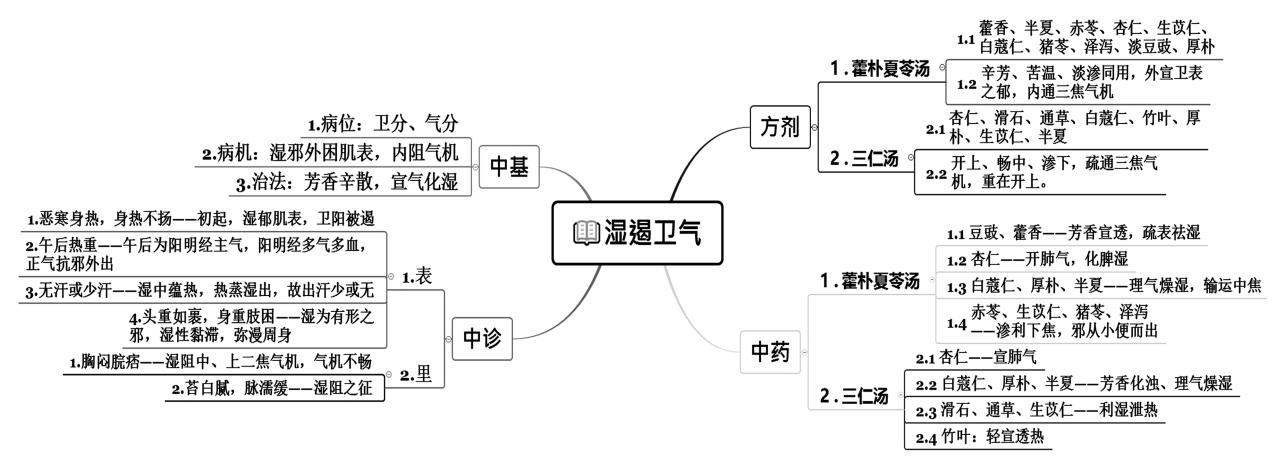 湿遏卫气
中基
1.病位：卫分、气分
2.病机：湿邪外困肌表，内阻气机
3.治法：芳香辛散，宣气化湿
中诊
1.表
1.恶寒身热，身热不扬——初起，湿郁肌表，卫阳被遏
2.午后热重——午后为阳明经主气，阳明经多气多血，
正气抗邪外出
3.无汗或少汗——湿中蕴热，热蒸湿出，故出汗少或无
4.头重如裹，身重肢困——湿为有形之
邪，湿性黏滞，弥漫周身
2.里
1.胸闷脘痞——湿阻中、上二焦气机，气机不畅
2.苔白腻，脉濡缓——湿阻之征
方剂
1.藿朴夏苓汤
1.1 藿香、半夏、赤苓、杏仁、生苡仁、
白蔻仁、猪苓、泽泻、淡豆豉、厚朴
1.2 辛芳、苦温、淡渗同用，外宣卫表
之郁，内通三焦气机
2.三仁汤
2.1 杏仁、滑石、通草、白蔻仁、竹叶、厚
朴、生苡仁、半夏
2.2 开上、畅中、渗下，疏通三焦气
机，重在开上。
中药
1.藿朴夏苓汤
1.1 豆豉、藿香——芳香宣透，疏表祛湿
1.2 杏仁——开肺气，化脾湿
1.3 白蔻仁、厚朴、半夏——理气燥湿，输运中焦
1.4 赤苓、生苡仁、猪苓、泽泻
——渗利下焦，邪从小便而出
2.三仁汤
2.1 杏仁——宣肺气
2.2 白蔻仁、厚朴、半夏——芳香化浊、理气燥湿
2.3 滑石、通草、生苡仁——利湿泄热
2.4 竹叶：轻宣透热